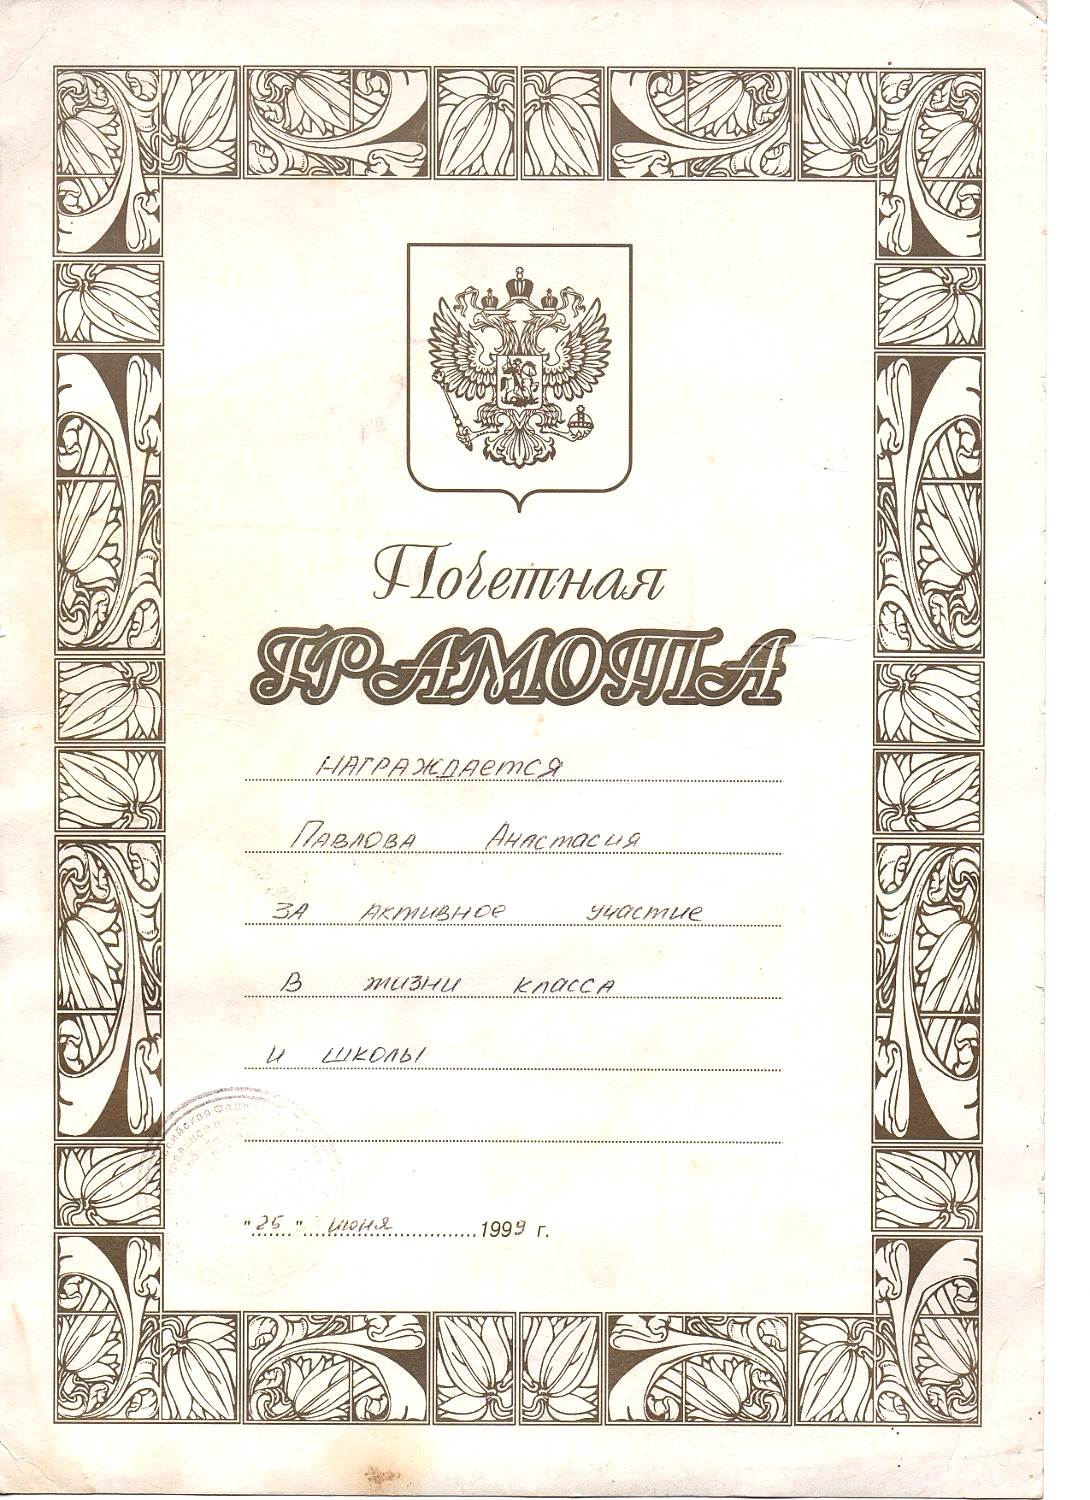 Почетная
ГРАМОТА
НАГРАЖДАЕТСЯ
ПАВЛОВА АНАСТАСИЯ
ЗА АКТИВНОЕ УЧАСТИЕ
В ЖИЗНИ КЛАССА
И ШКОЛЫ
"25" июня 1999 г.